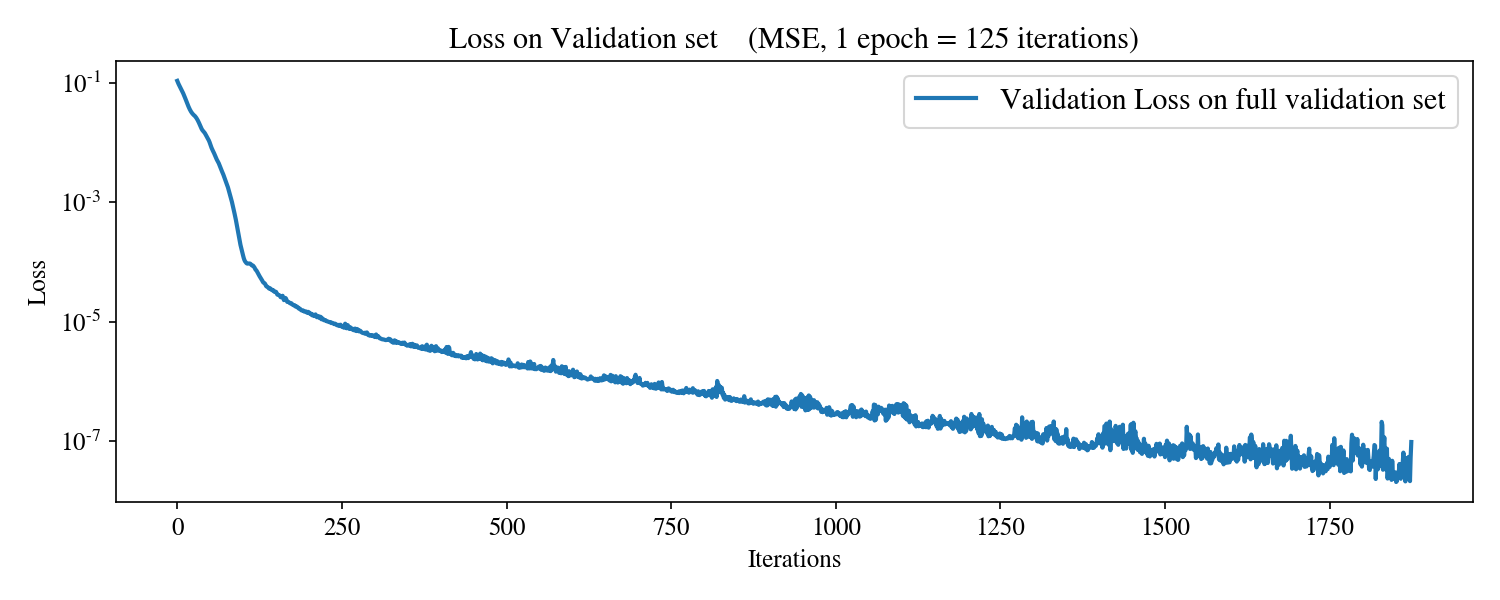 Loss on Validation set (MSE, 1 epoch = 125 iterations)
Validation Loss on full validation set
10-1
10-3
10-5
10-7
Loss
0 250 500 750 1000 1250 1500 1750
Iterations